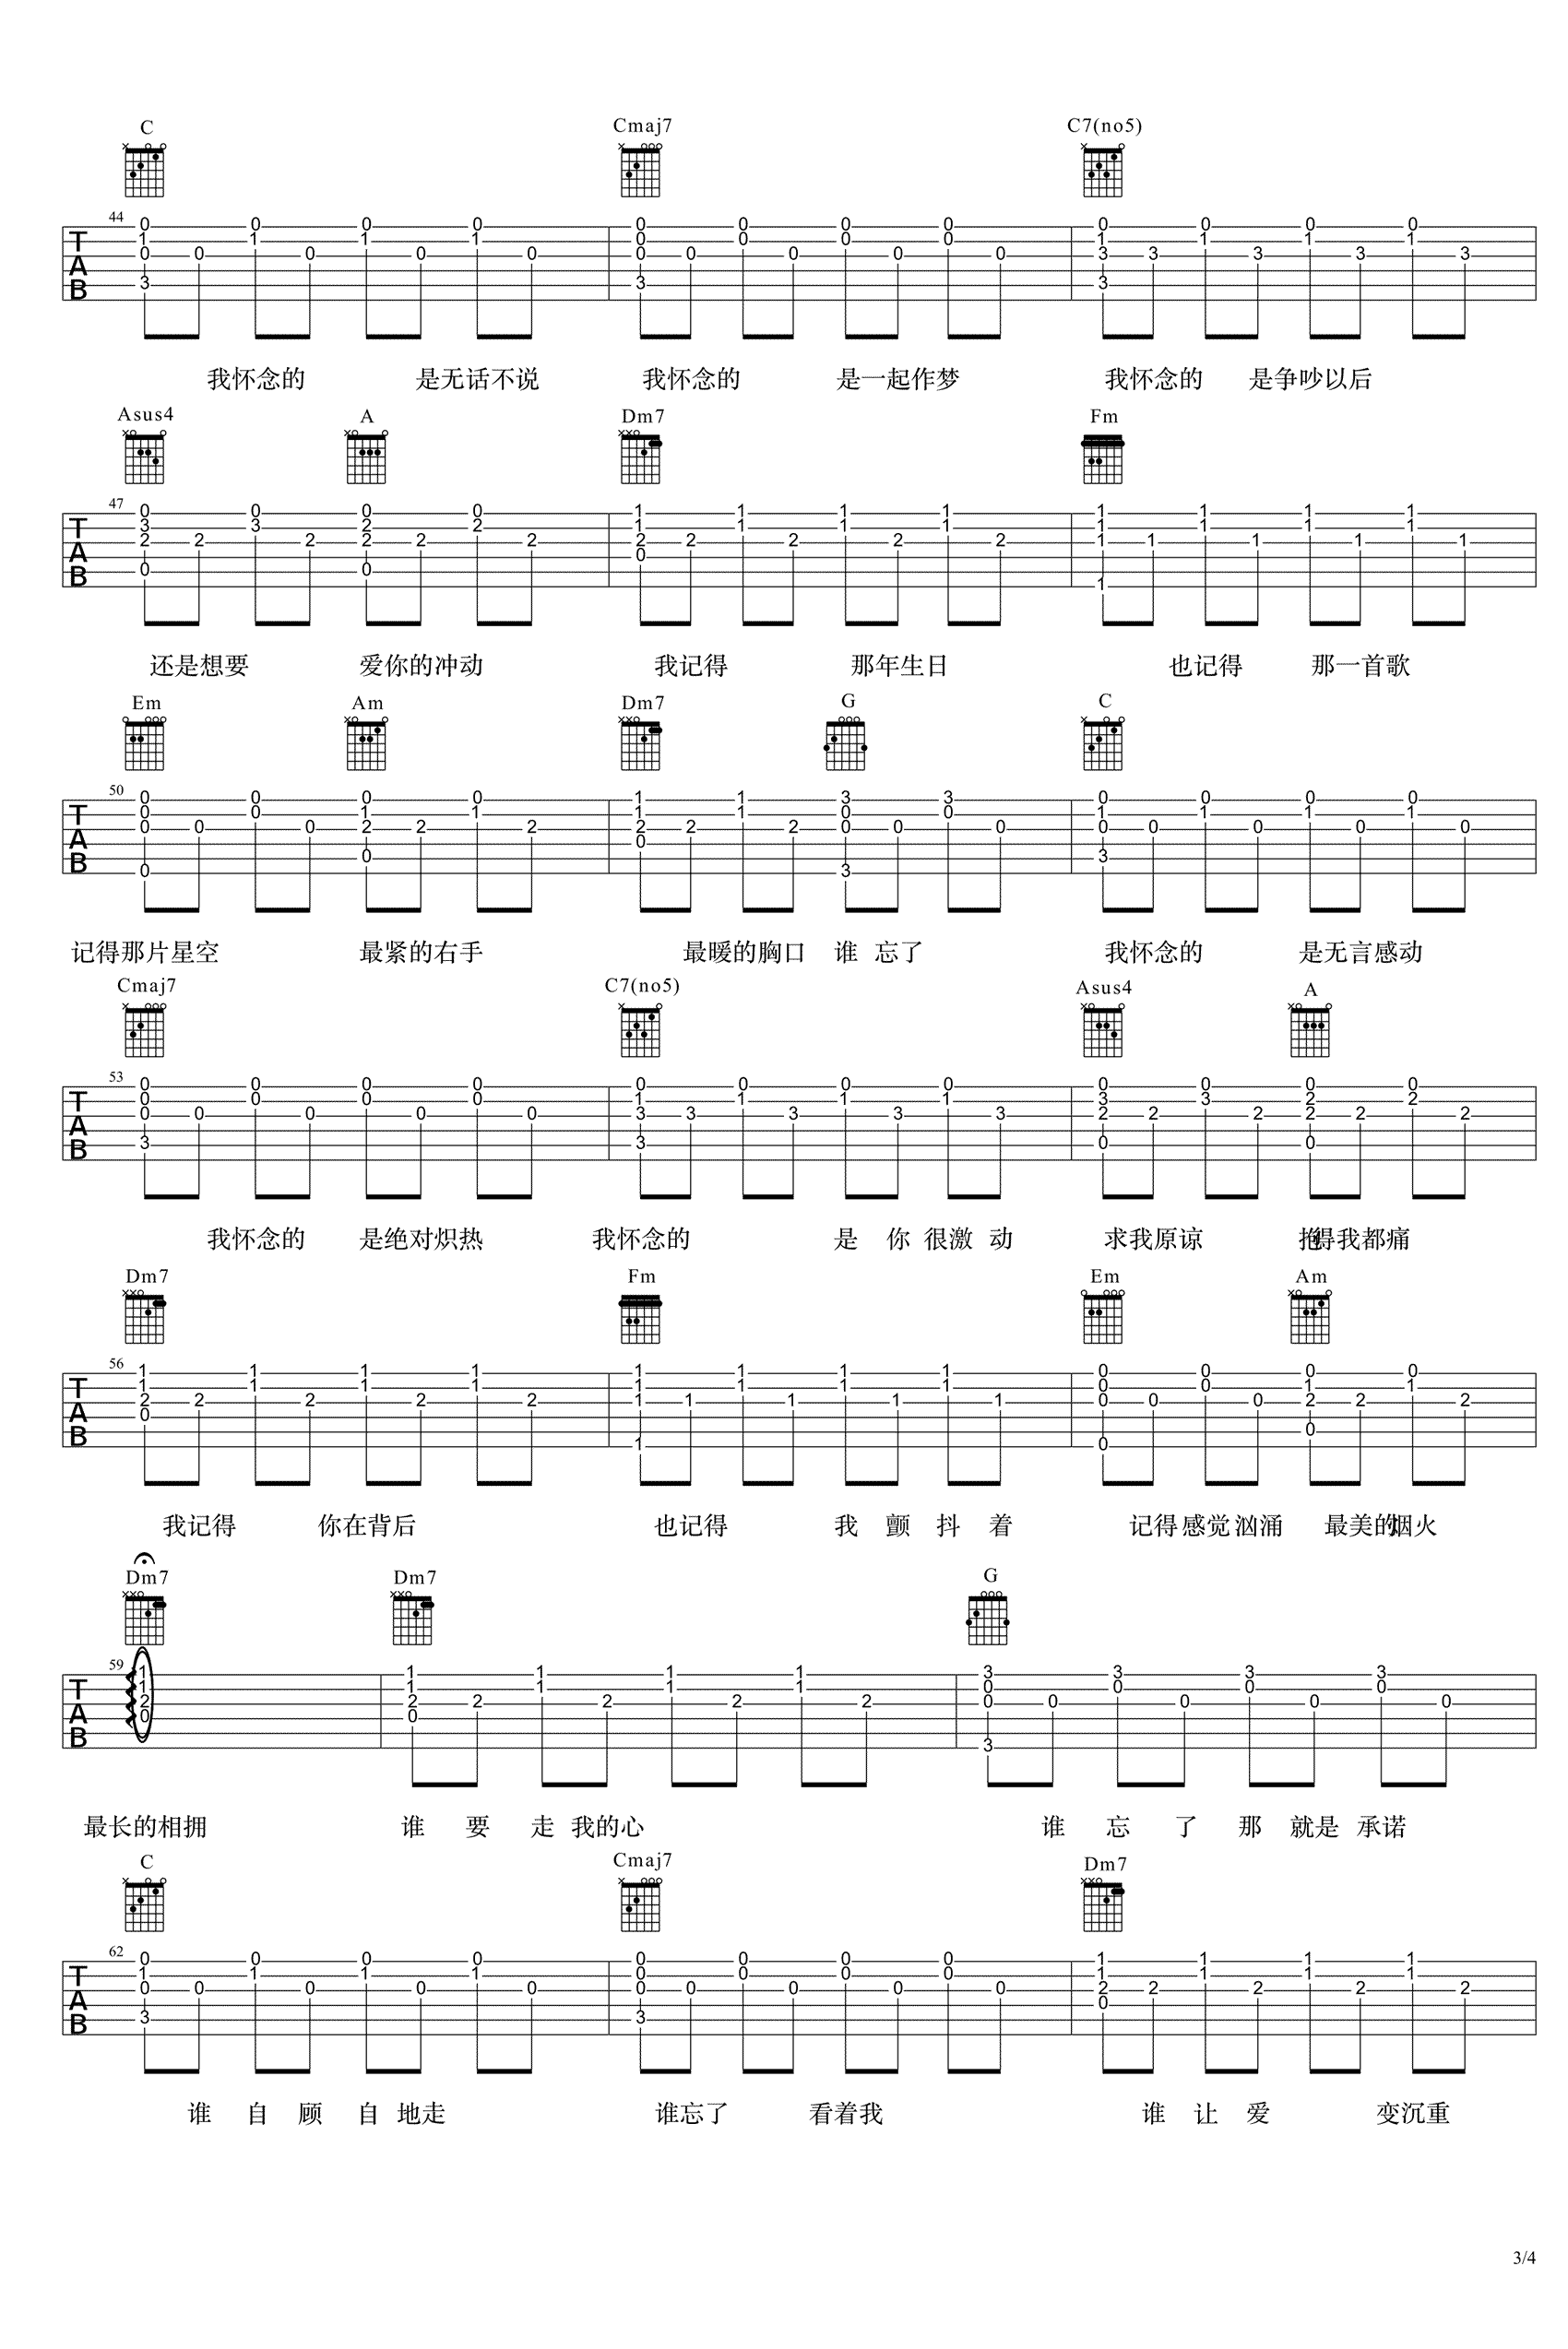 C Cmaj7 C7(no5)
44
我怀念的 是无话不说 我怀念的 是一起作梦 我怀念的 是争吵以后
Asus4 A Dm7 Fm
47
还是想要 爱你的冲动 我记得 那年生日 也记得 那一首歌
Em Am Dm7 G C
50
记得那片星空 最紧的右手 最暖的胸口 谁 忘了 我怀念的 是无言感动
Cmaj7 C7(no5) Asus4 A
53
我怀念的 是绝对炽热 我怀念的 是 你 很激 动 求我原谅 抱得我都痛
Dm7 Fm Em Am
56
我记得 你在背后 也记得 我 颤 抖 着 记得 感觉 汹涌 最美的烟火
Dm7 Dm7 G
59
最长的相拥 谁 要 走 我的心 谁 忘 了 那 就是 承诺
C Cmaj7 Dm7
62
谁 自 顾 自 地走 谁忘了 看着我 谁 让 爱 变沉重
3/4